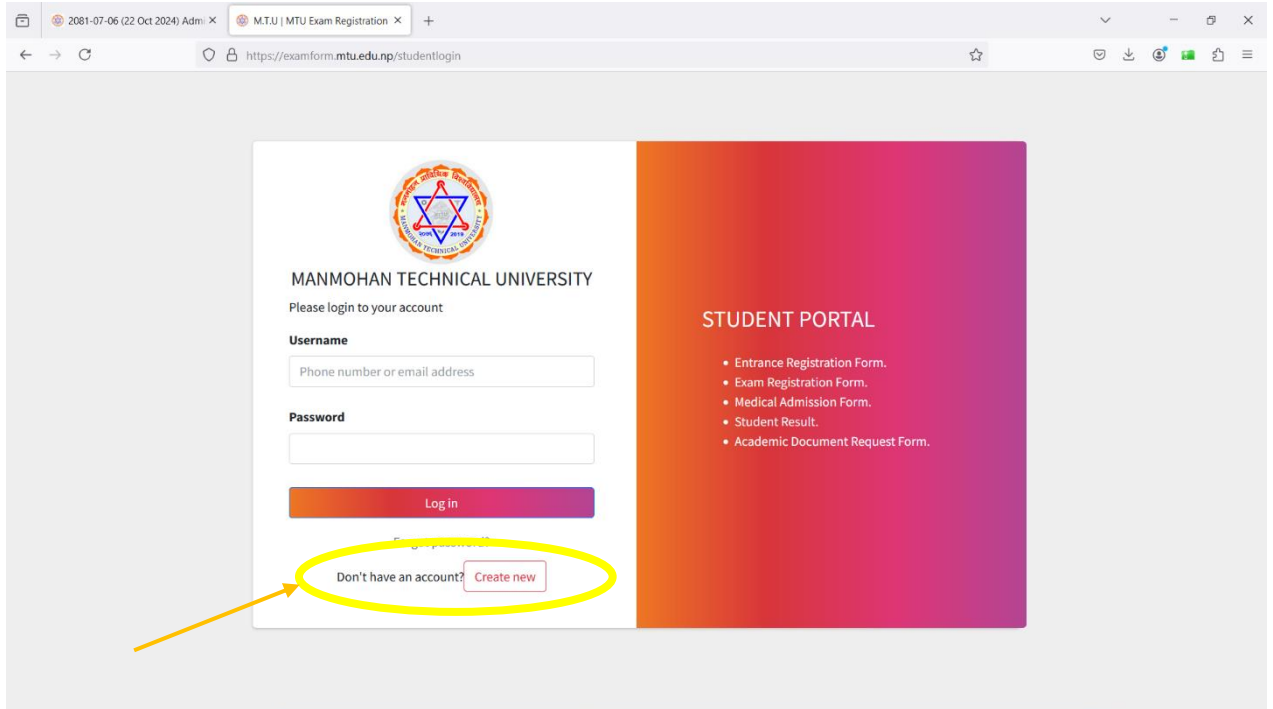 2081-07-06 (22 Oct 2024) Adm
M.T.U | MTU Exam Registration
https://examform.mtu.edu.np/studentlogin
MANMOHAN TECHNICAL UNIVERSITY
Please login to your account
Username
Phone number or email address
Password
Log in
Don't have an account? Create new
STUDENT PORTAL
Entrance Registration Form.
Exam Registration Form.
Medical Admission Form.
Student Result.
Academic Document Request Form.